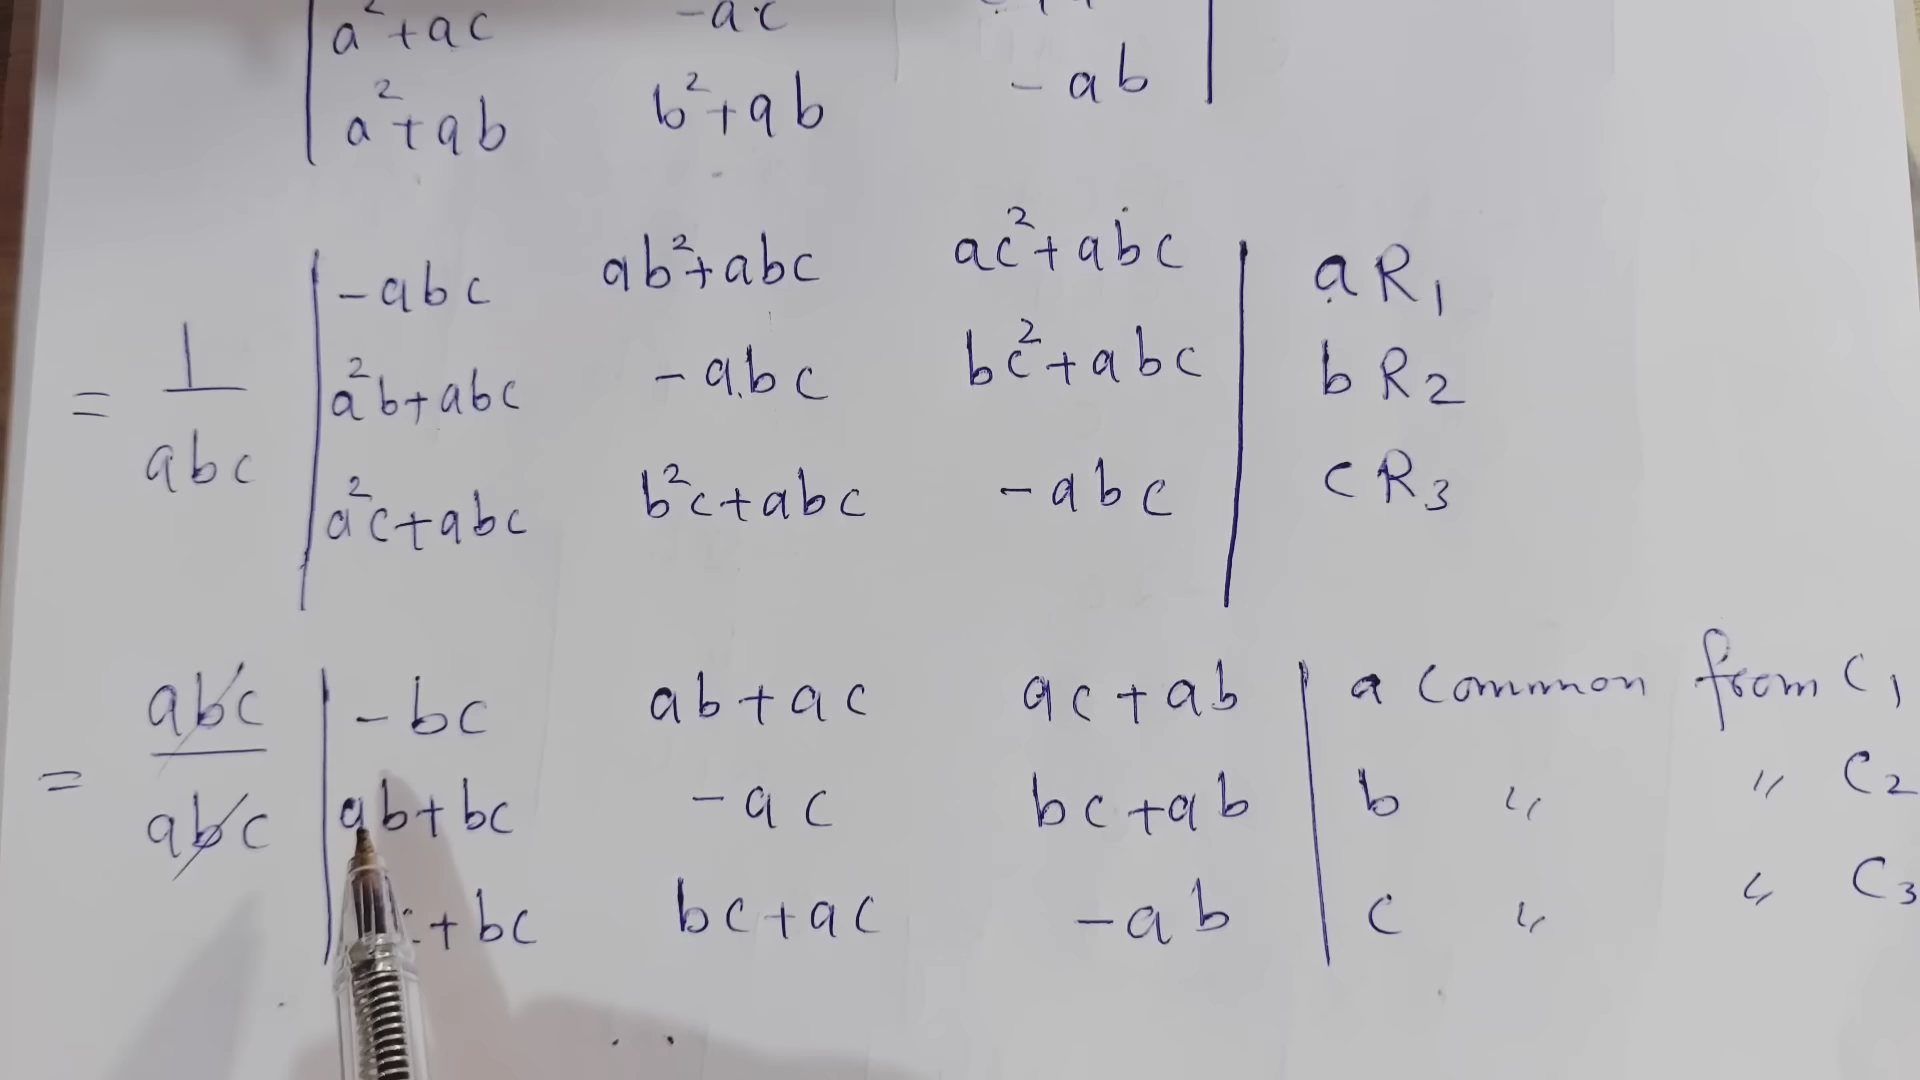 a²+ac -ac
a²+ab b²+ab -ab
= 1/abc | -abc ab²+abc ac²+abc | aR₁
a²b+abc -abc bc²+abc bR₂
a²c+abc b²c+abc -abc cR₃
= abc/abc | -bc ab+ac ac+ab | a common from C₁
ab+bc -ac bc+ab b 〃 〃 C₂
+bc bc+ac -ab c 〃 〃 C₃